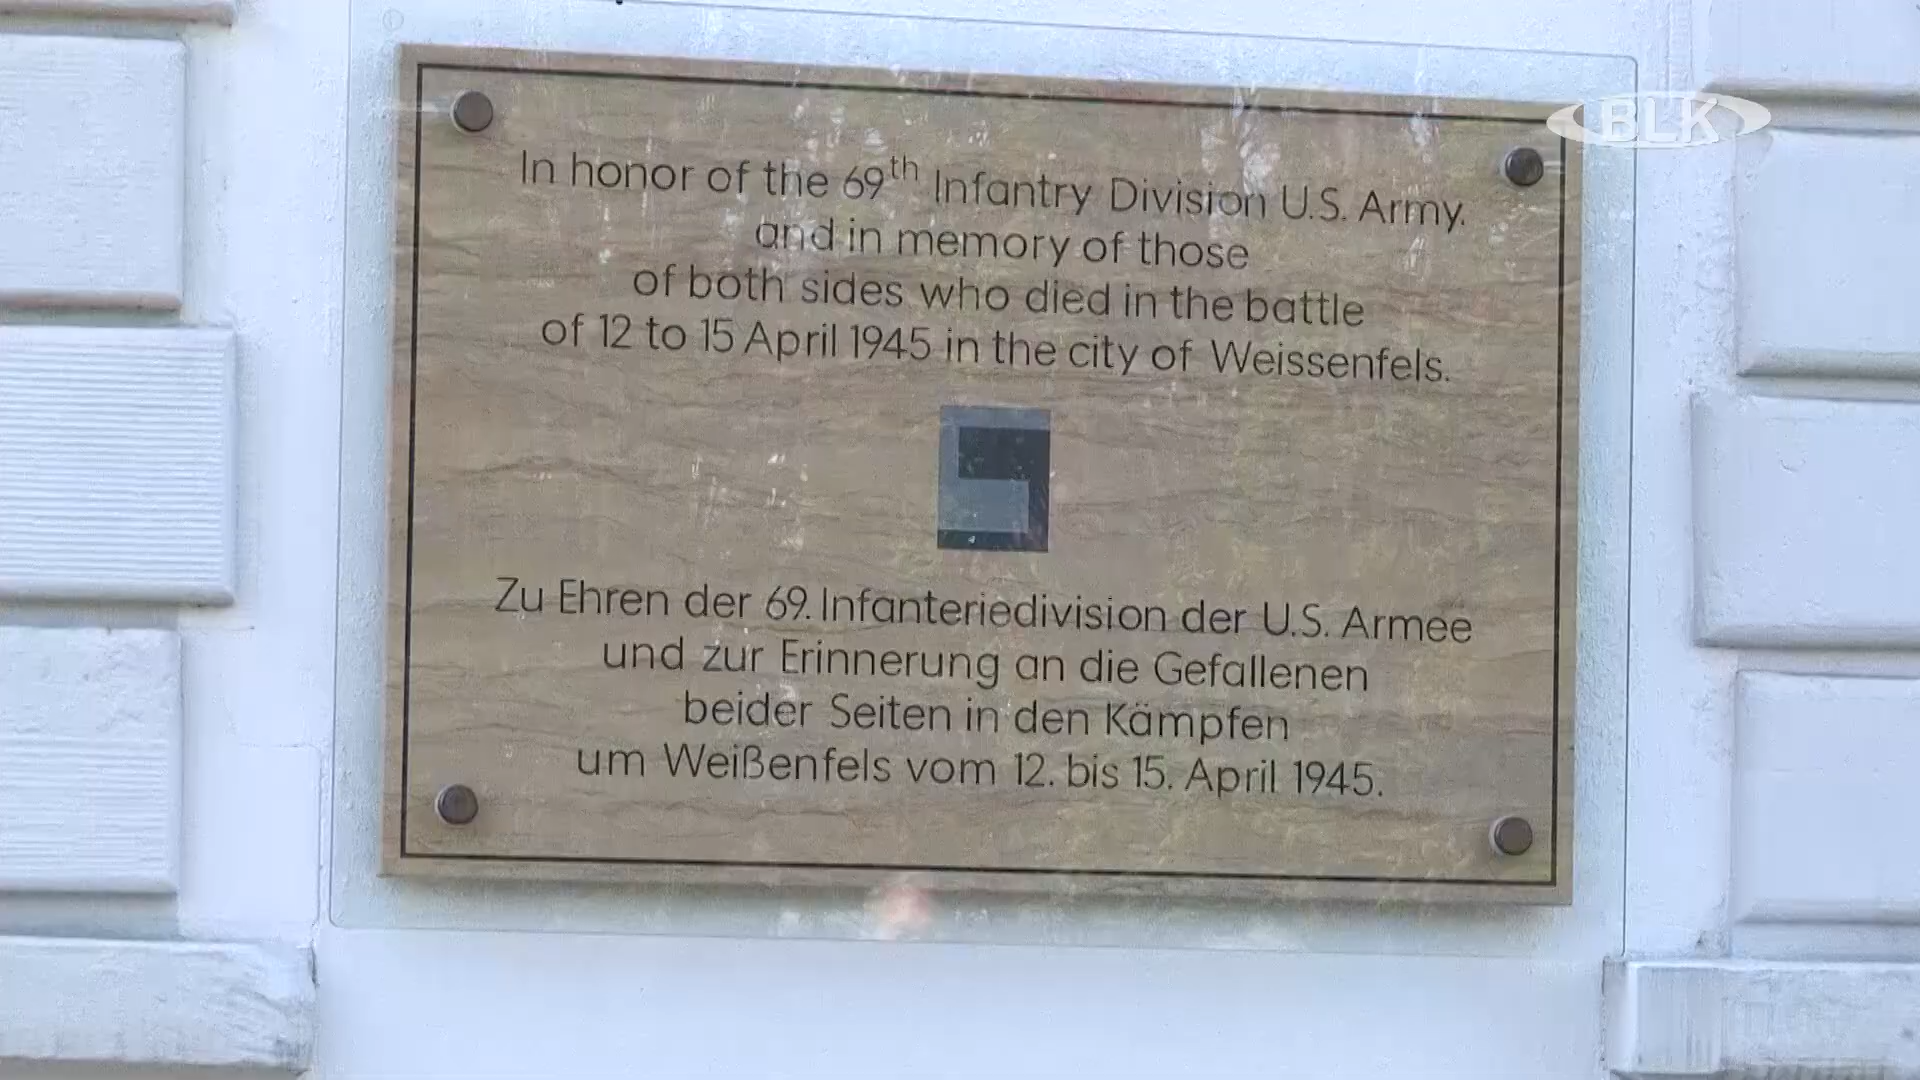 BLK
In honor of the 69th Infantry Division U.S. Army.
and in memory of those
of both sides who died in the battle
of 12 to 15 April 1945 in the city of Weissenfels.
Zu Ehren der 69. Infanteriedivision der U.S. Armee
und zur Erinnerung an die Gefallenen
beider Seiten in den Kämpfen
um Weißenfels vom 12. bis 15. April 1945.